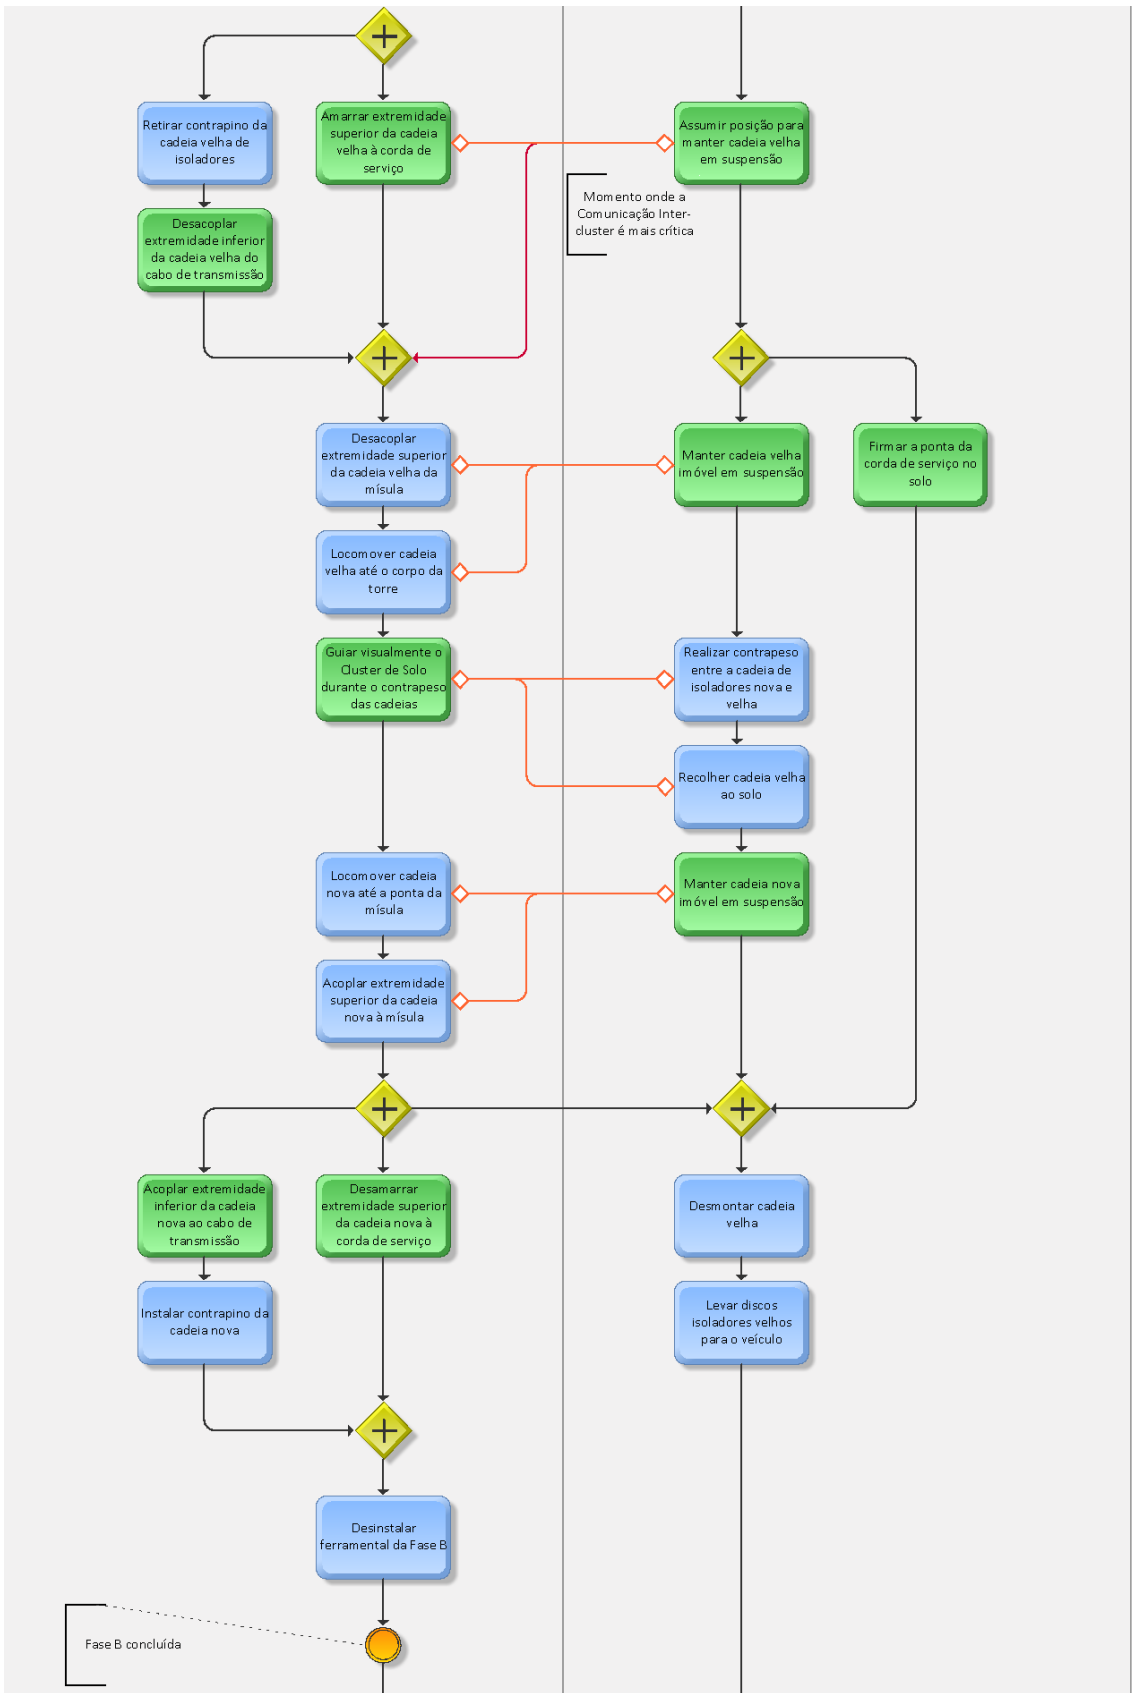 Retirar contrapino da
cadeia velha de
isoladores
Amarrar extremidade
superior da cadeia
velha à corda de
serviço
Assumir posição para
manter cadeia velha
em suspensão
Momento onde a
Comunicação Inter-
cluster é mais crítica
Desacoplar
extremidade inferior
da cadeia velha do
cabo de transmissão
Desacoplar
extremidade superior
da cadeia velha da
mísula
Manter cadeia velha
imóvel em suspensão
Firmar a ponta da
corda de serviço no
solo
Locomover cadeia
velha até o corpo da
torre
Guiar visualmente o
Cluster de Solo
durante o contrapeso
das cadeias
Realizar contrapeso
entre a cadeia de
isoladores nova e
velha
Recolher cadeia velha
ao solo
Locomover cadeia
nova até a ponta da
mísula
Manter cadeia nova
imóvel em suspensão
Acoplar extremidade
superior da cadeia
nova à mísula
Acoplar extremidade
inferior da cadeia
nova ao cabo de
transmissão
Desamarrar
extremidade superior
da cadeia nova à
corda de serviço
Desmontar cadeia
velha
Instalar contrapino da
cadeia nova
Levar discos
isoladores velhos
para o veículo
Desinstalar
ferramental da Fase B
Fase B concluída